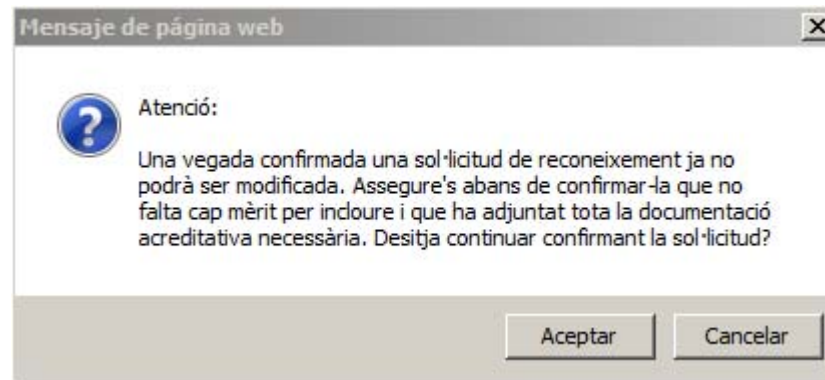 Mensaje de página web
Atenció:
Una vegada confirmada una sol·licitud de reconeixement ja no
podrà ser modificada. Assegure's abans de confirmar-la que no
falta cap mèrit per incloure i que ha adjuntat tota la documentació
acreditativa necessària. Desitja continuar confirmant la sol·licitud?
Aceptar Cancelar